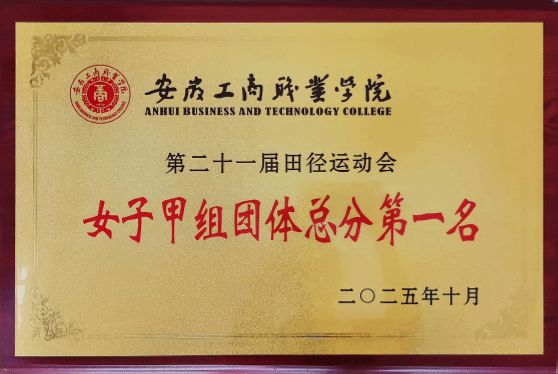 安徽工商职业学院
ANHUI BUSINESS AND TECHNOLOGY COLLEGE
第二十一届田径运动会
女子甲组团体总分第一名
二〇二五年十月